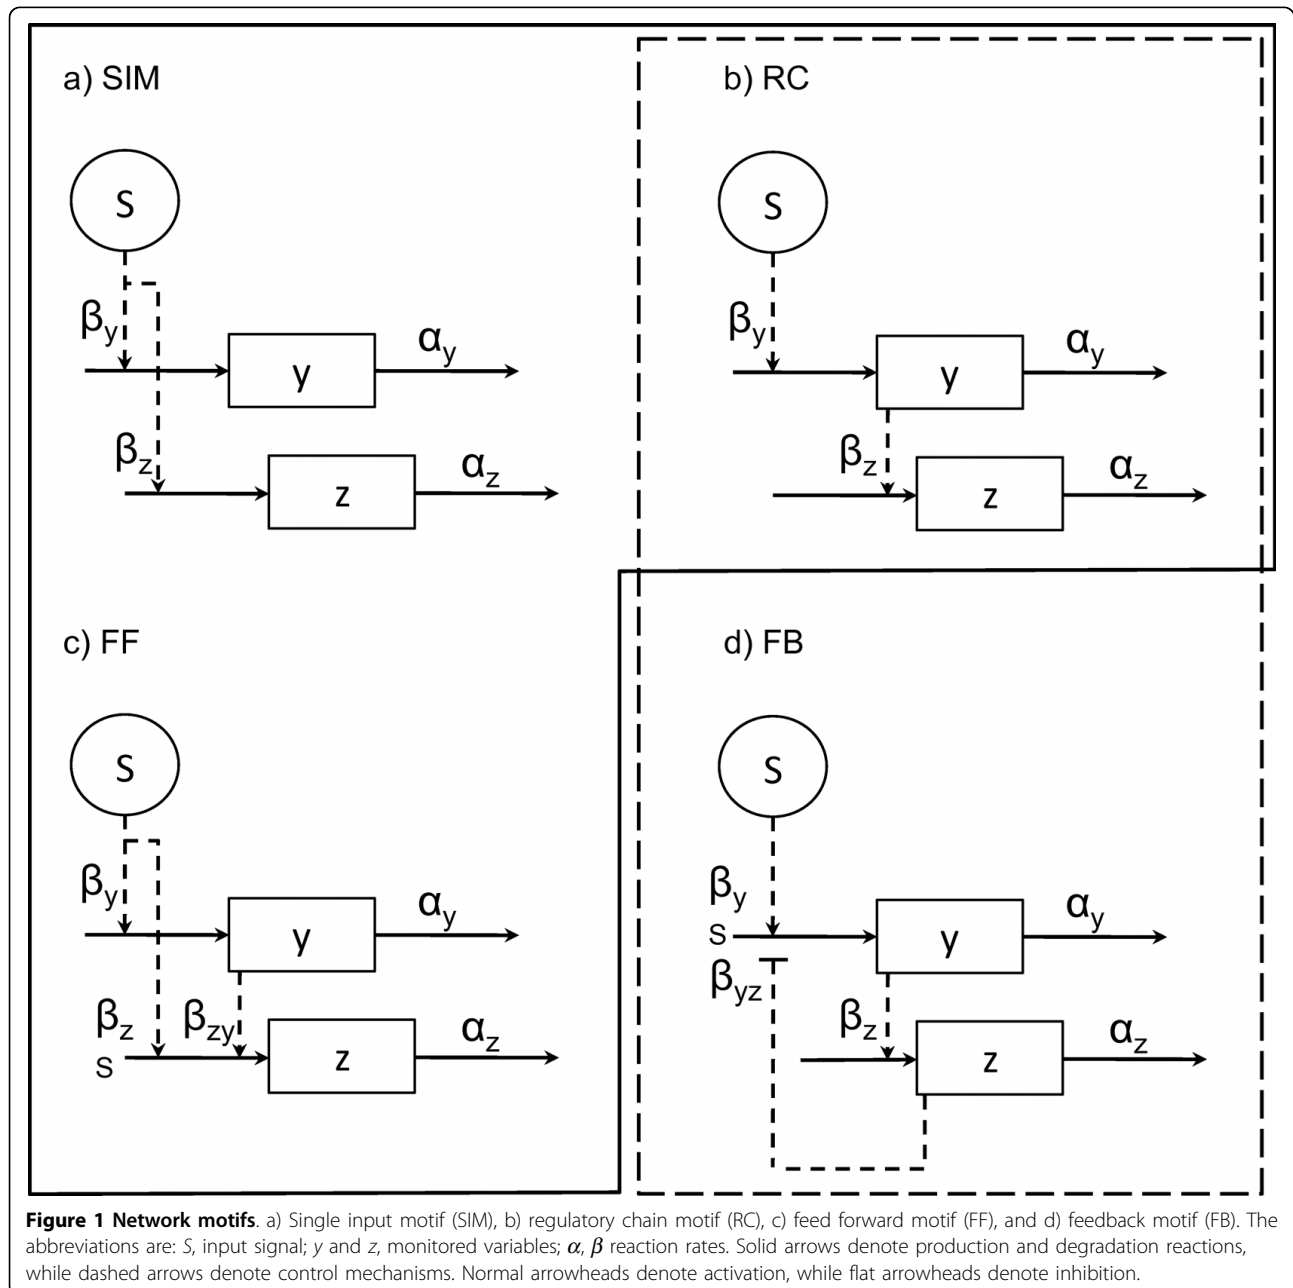 a) SIM
S
βy
y
αy
βz
z
αz
b) RC
S
βy
y
αy
βz
z
αz
c) FF
S
βy
y
αy
βz
βzy
S
z
αz
d) FB
S
βy
S
y
αy
βyz
βz
z
αz
Figure 1 Network motifs. a) Single input motif (SIM), b) regulatory chain motif (RC), c) feed forward motif (FF), and d) feedback motif (FB). The
abbreviations are: S, input signal; y and z, monitored variables; α, β reaction rates. Solid arrows denote production and degradation reactions,
while dashed arrows denote control mechanisms. Normal arrowheads denote activation, while flat arrowheads denote inhibition.